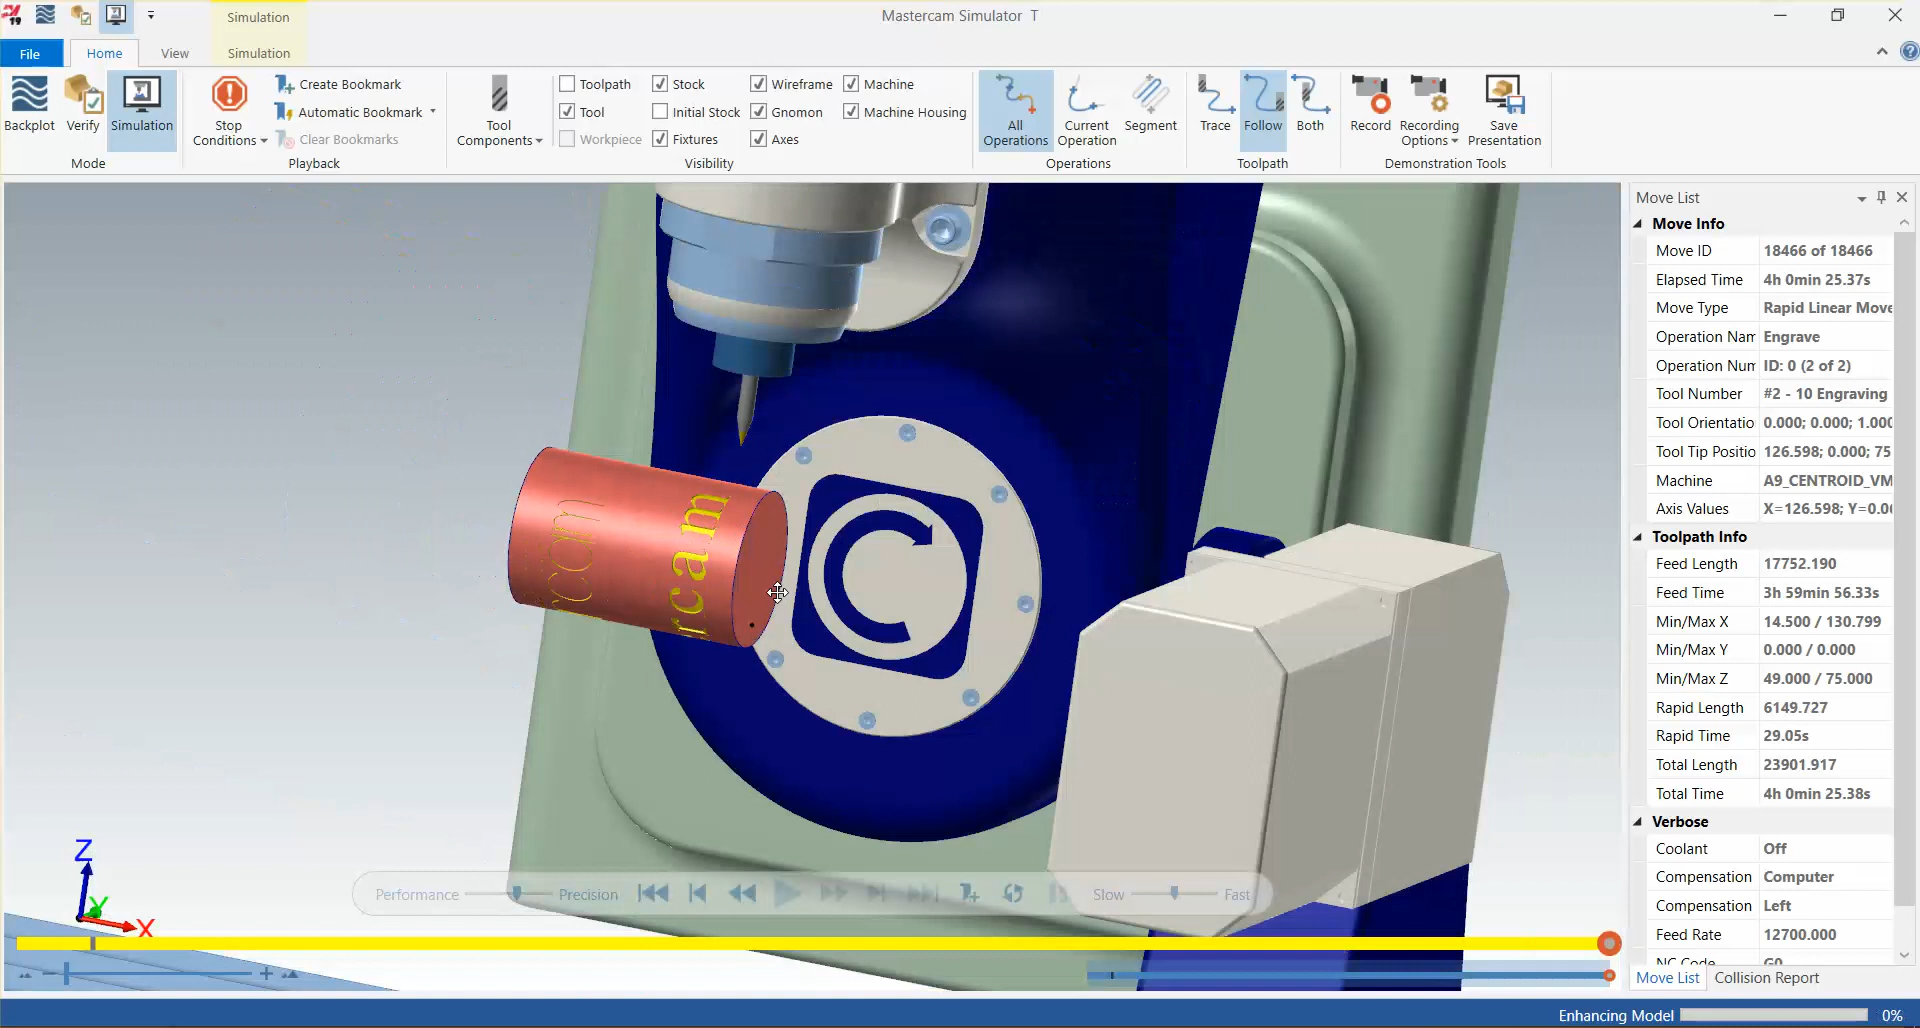 Simulation
Mastercam Simulator T
File
Home
View
Simulation
Backplot
Verify
Simulation
Mode
Stop Conditions
Create Bookmark
Automatic Bookmark
Clear Bookmarks
Playback
Tool Components
Toolpath
Tool
Workpiece
Stock
Initial Stock
Fixtures
Wireframe
Gnomon
Axes
Machine
Machine Housing
Visibility
All Operations
Current Operation
Segment
Operations
Trace
Follow
Both
Toolpath
Record
Recording Options
Save Presentation
Demonstration Tools
Move List
Move Info
Move ID 18466 of 18466
Elapsed Time 4h 0min 25.37s
Move Type Rapid Linear Move
Operation Nam Engrave
Operation Num ID: 0 (2 of 2)
Tool Number #2 - 10 Engraving
Tool Orientatio 0.000; 0.000; 1.000
Tool Tip Positio 126.598; 0.000; 75
Machine A9_CENTROID_VM
Axis Values X=126.598; Y=0.0
Toolpath Info
Feed Length 17752.190
Feed Time 3h 59min 56.33s
Min/Max X 14.500 / 130.799
Min/Max Y 0.000 / 0.000
Min/Max Z 49.000 / 75.000
Rapid Length 6149.727
Rapid Time 29.05s
Total Length 23901.917
Total Time 4h 0min 25.38s
Verbose
Coolant Off
Compensation Computer
Compensation Left
Feed Rate 12700.000
NC Code G0
Move List
Collision Report
rcam
Z
Y
X
Performance
Precision
Slow
Fast
Enhancing Model
0%